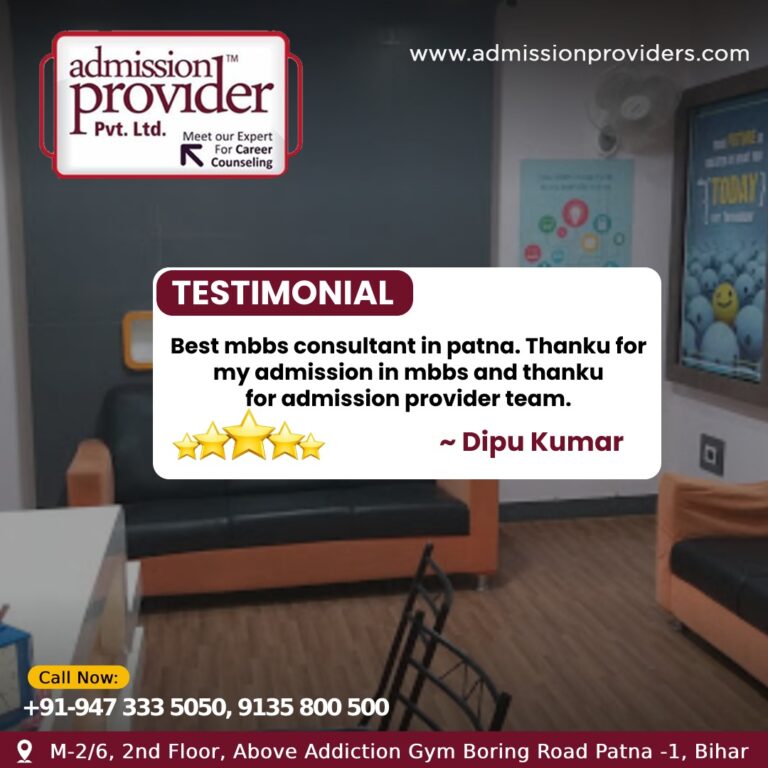 www.admissionproviders.com
admission™
provider
Pvt. Ltd.
Meet our Expert
For Career
Counseling
TODAY
TESTIMONIAL
Best mbbs consultant in patna. Thanku for
my admission in mbbs and thanku
for admission provider team.
~ Dipu Kumar
Call Now:
+91-947 333 5050, 9135 800 500
M-2/6, 2nd Floor, Above Addiction Gym Boring Road Patna -1, Bihar